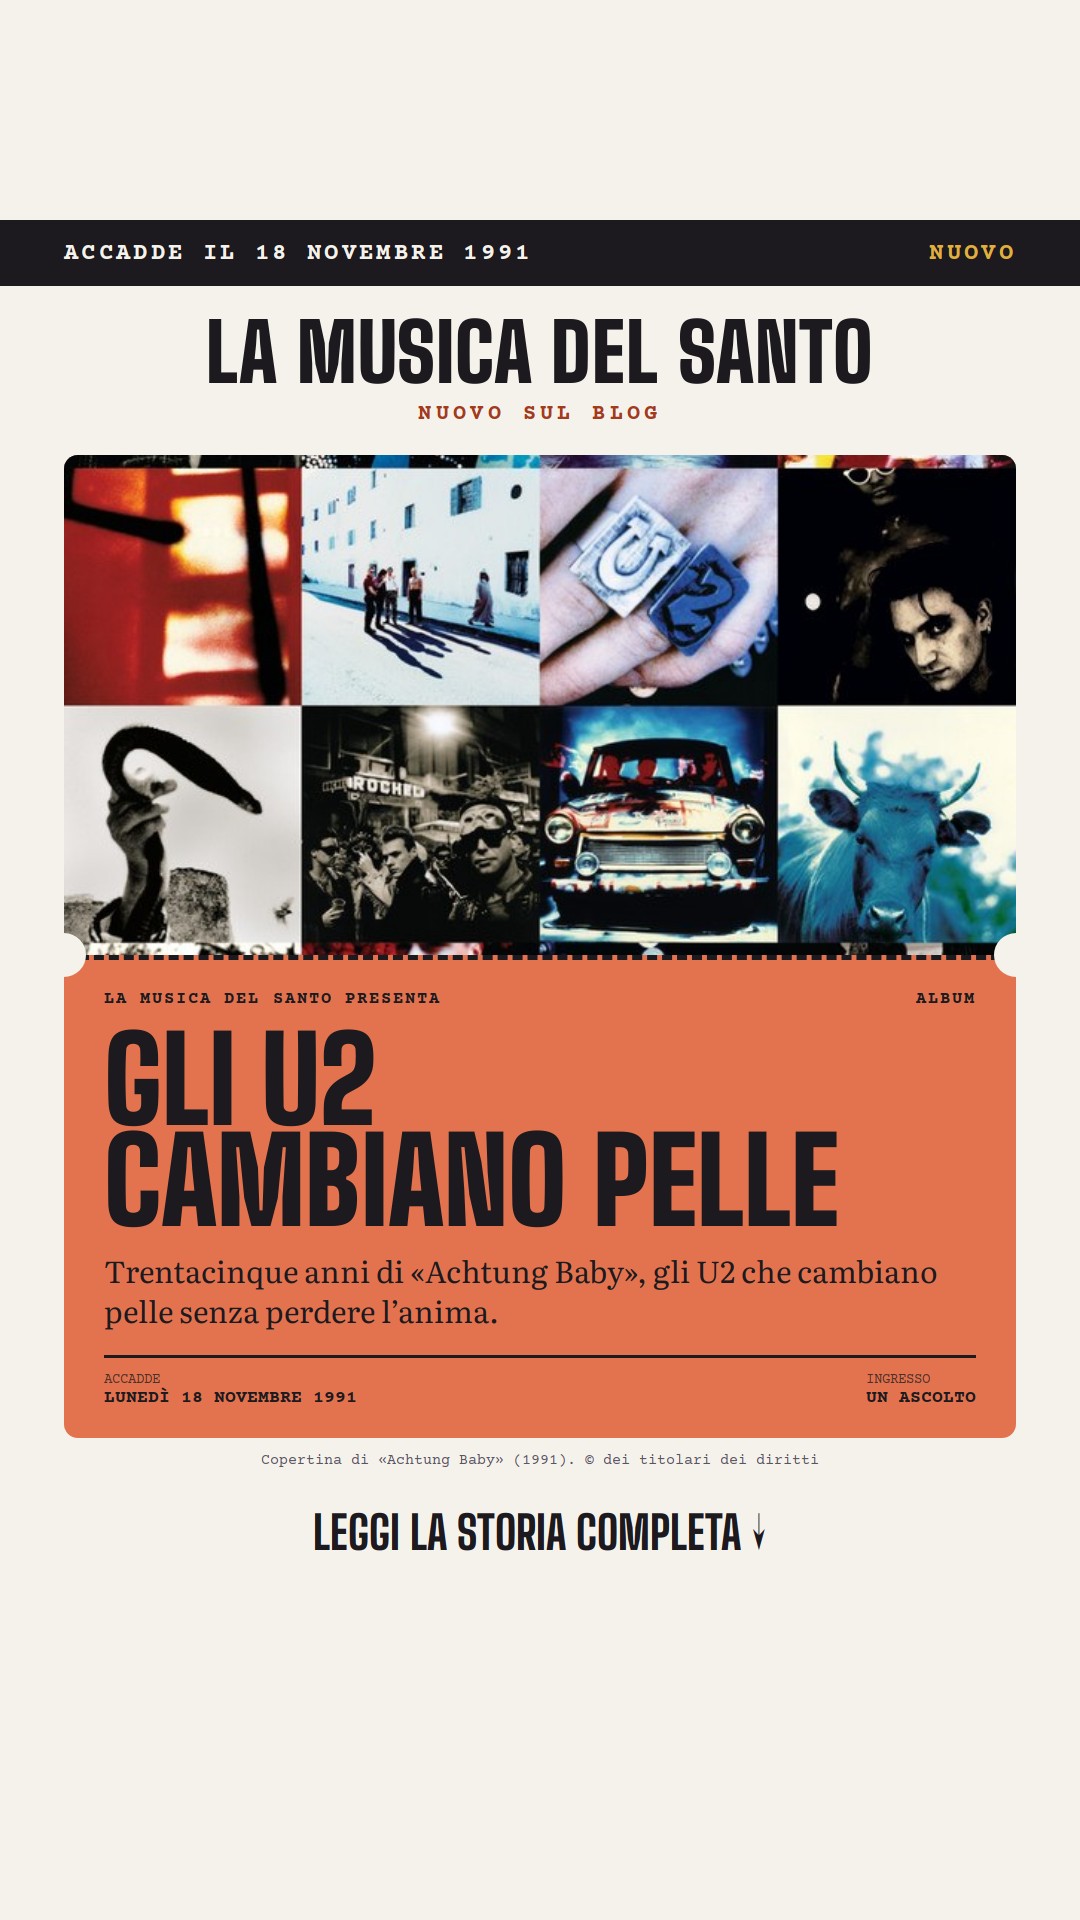 ACCADDE IL 18 NOVEMBRE 1991
NUOVO
LA MUSICA DEL SANTO
NUOVO SUL BLOG
U2
ROCHED
LA MUSICA DEL SANTO PRESENTA
ALBUM
GLI U2
CAMBIANO PELLE
Trentacinque anni di «Achtung Baby», gli U2 che cambiano
pelle senza perdere l’anima.
ACCADDE
INGRESSO
LUNEDÌ 18 NOVEMBRE 1991
UN ASCOLTO
Copertina di «Achtung Baby» (1991). © dei titolari dei diritti
LEGGI LA STORIA COMPLETA ↓